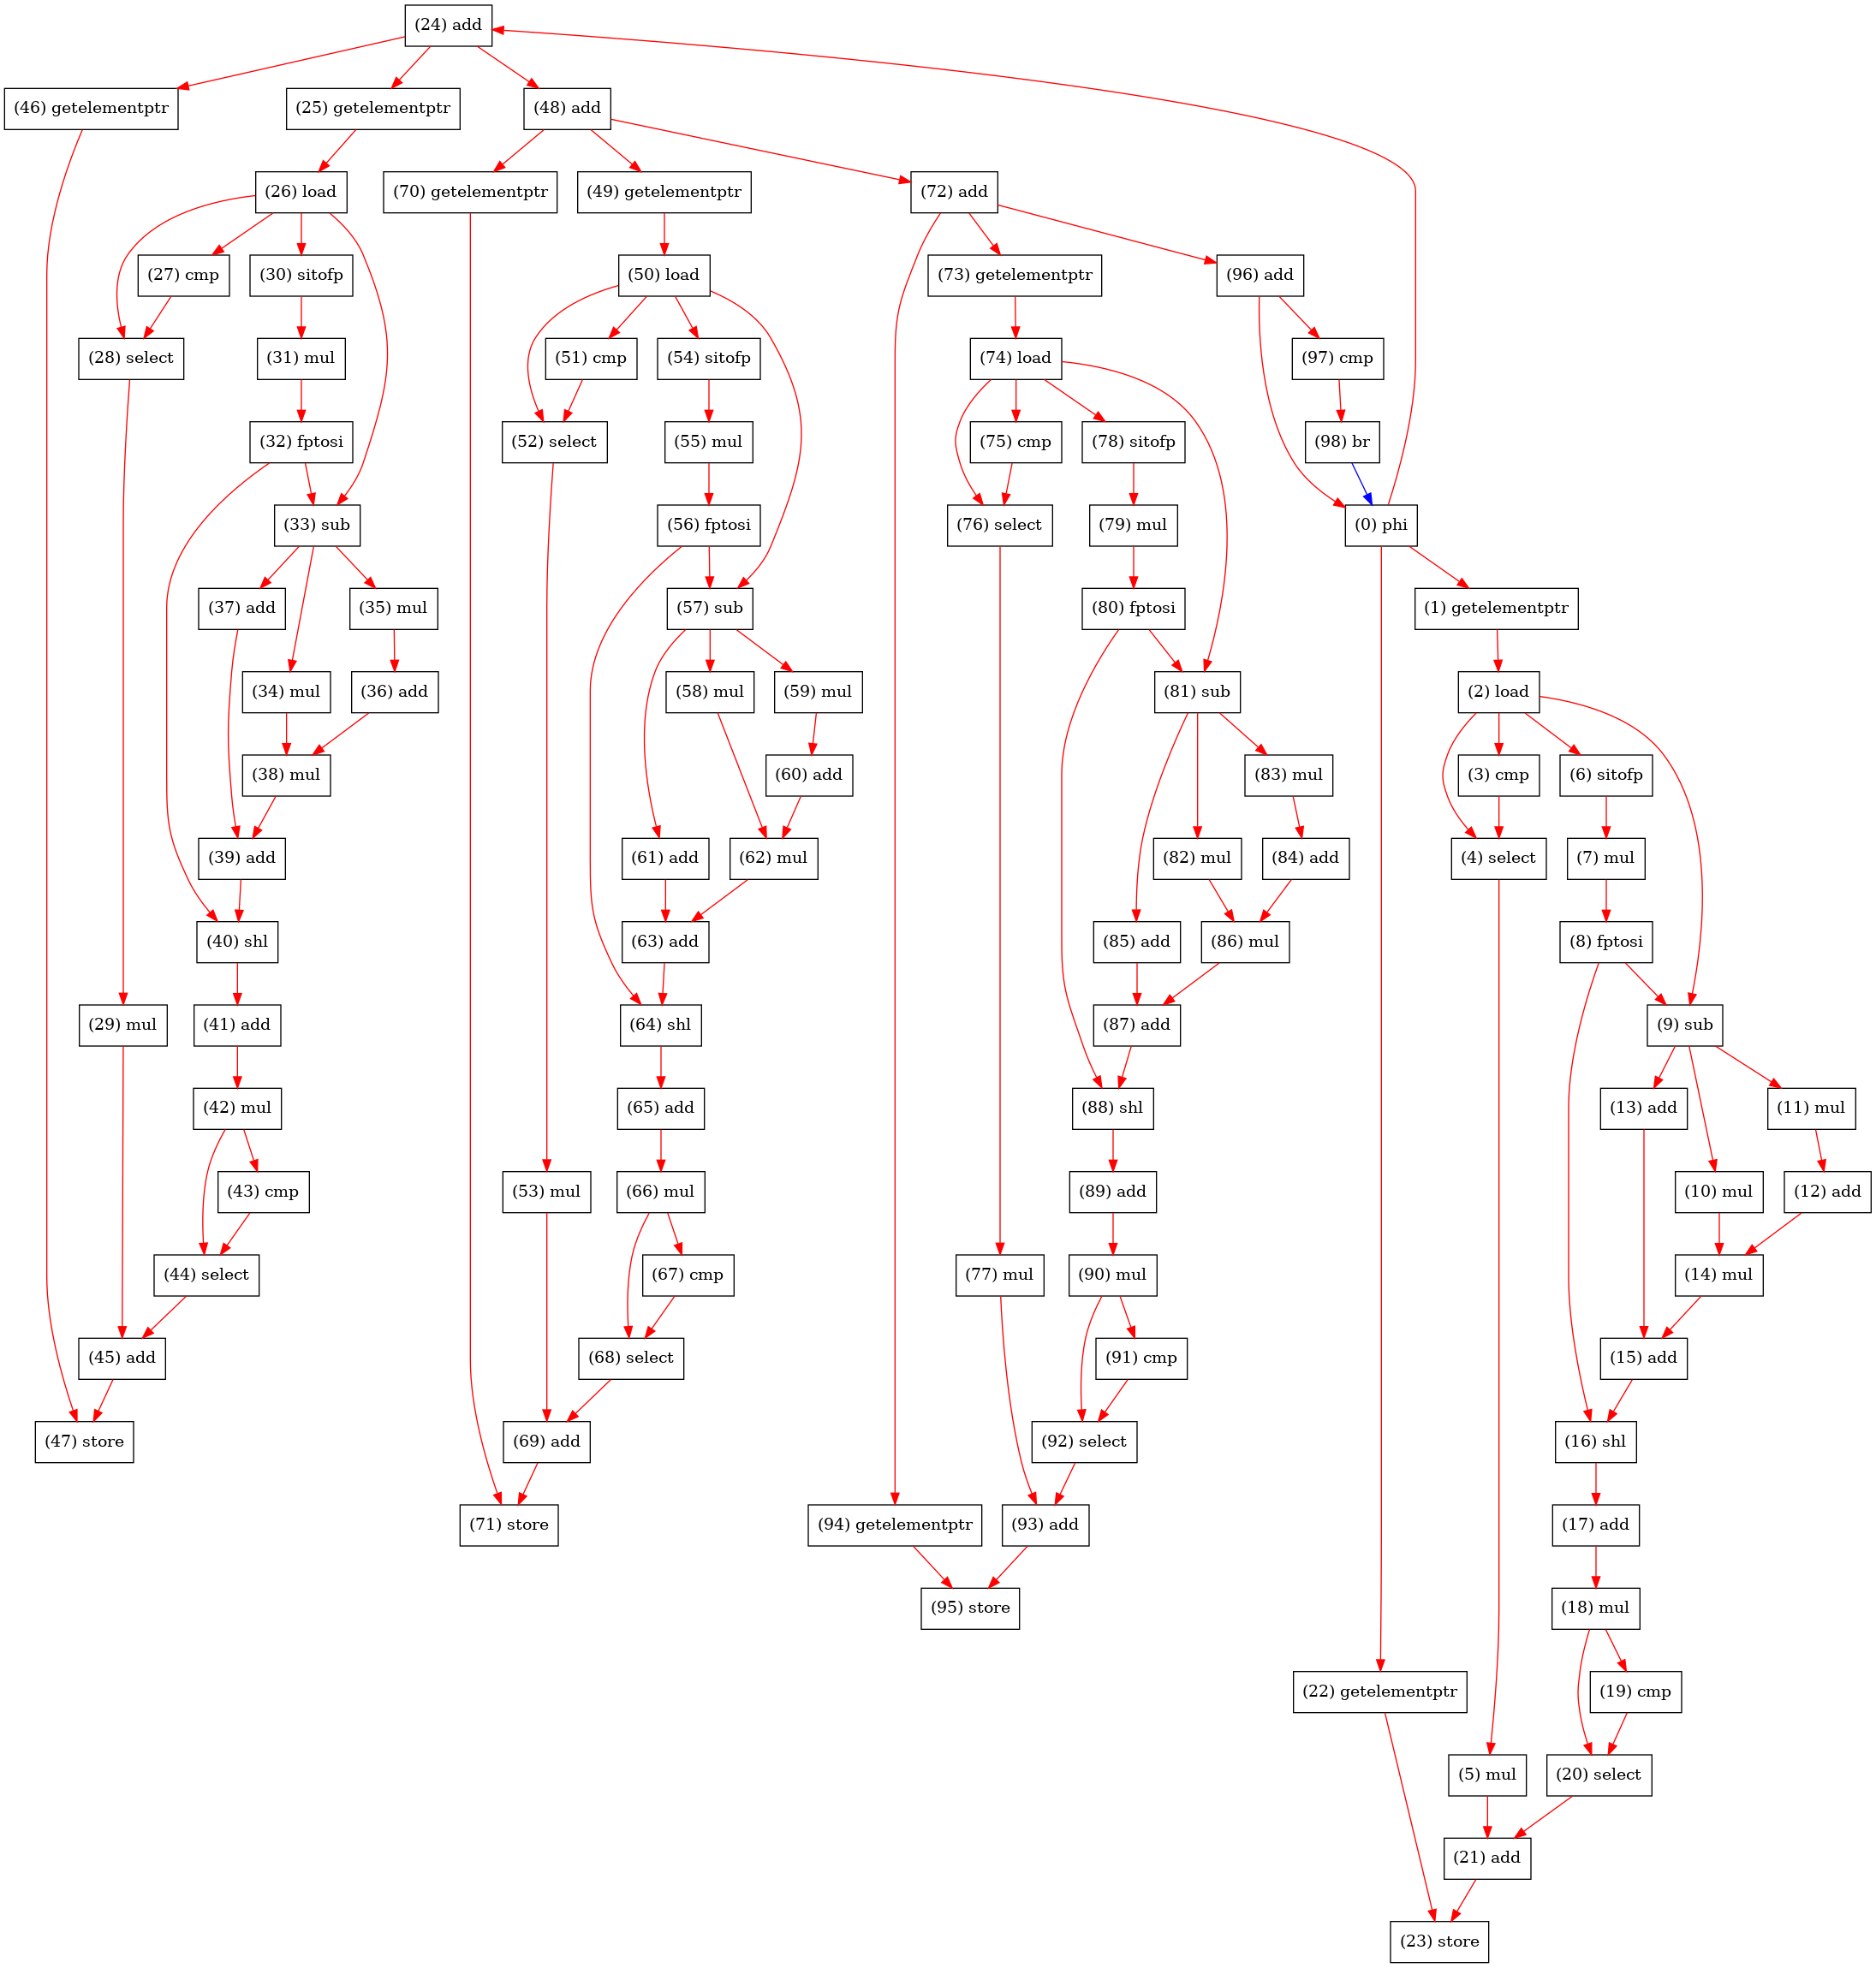 (24) add
(46) getelementptr
(25) getelementptr
(48) add
(26) load
(70) getelementptr
(49) getelementptr
(72) add
(27) cmp
(30) sitofp
(50) load
(73) getelementptr
(96) add
(28) select
(31) mul
(51) cmp
(54) sitofp
(74) load
(97) cmp
(32) fptosi
(52) select
(55) mul
(75) cmp
(78) sitofp
(98) br
(33) sub
(56) fptosi
(76) select
(79) mul
(0) phi
(37) add
(35) mul
(57) sub
(80) fptosi
(1) getelementptr
(34) mul
(36) add
(58) mul
(59) mul
(81) sub
(2) load
(38) mul
(60) add
(83) mul
(3) cmp
(6) sitofp
(39) add
(61) add
(62) mul
(82) mul
(84) add
(4) select
(7) mul
(40) shl
(63) add
(85) add
(86) mul
(8) fptosi
(29) mul
(41) add
(64) shl
(87) add
(9) sub
(42) mul
(65) add
(88) shl
(13) add
(11) mul
(43) cmp
(53) mul
(66) mul
(89) add
(10) mul
(12) add
(44) select
(67) cmp
(77) mul
(90) mul
(14) mul
(45) add
(68) select
(91) cmp
(15) add
(47) store
(69) add
(92) select
(16) shl
(71) store
(94) getelementptr
(93) add
(17) add
(95) store
(18) mul
(22) getelementptr
(19) cmp
(5) mul
(20) select
(21) add
(23) store